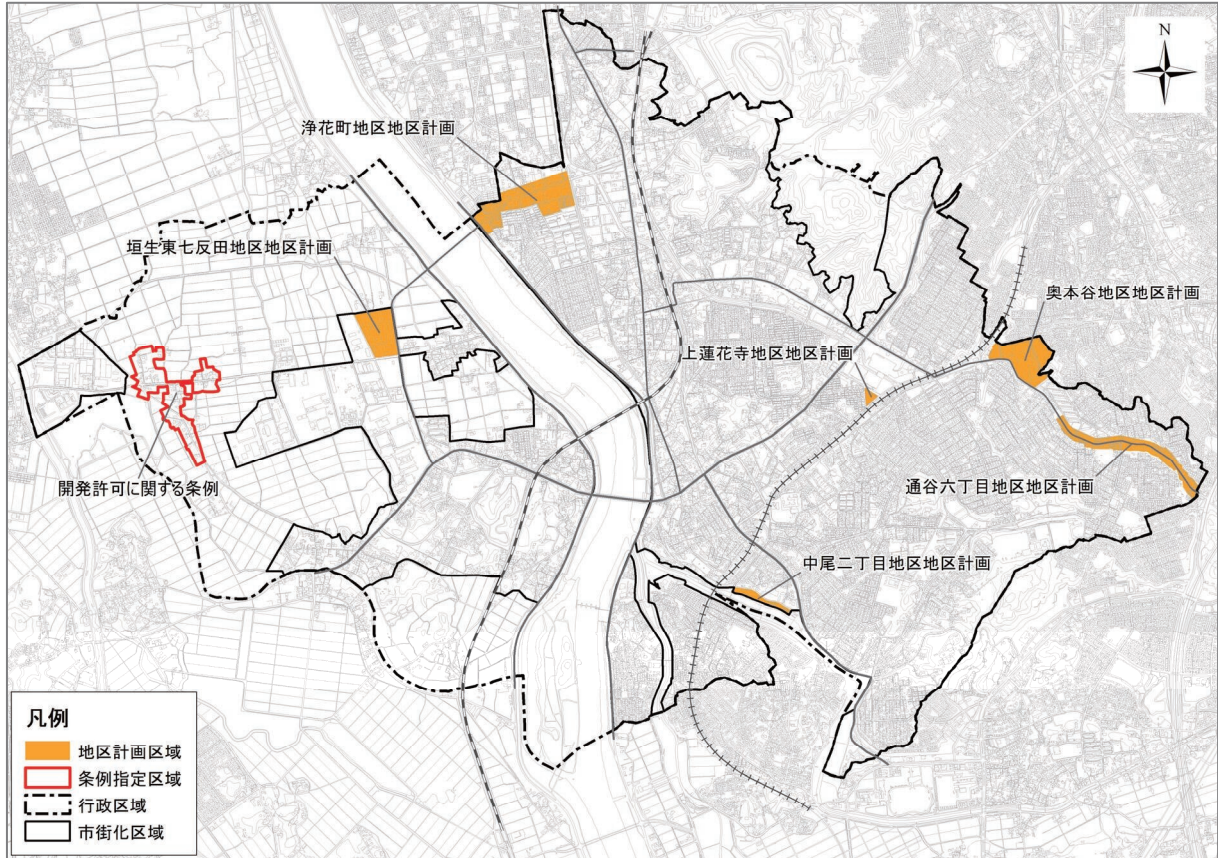 N
浄花町地区地区計画
垣生東七反田地区地区計画
奥本谷地区地区計画
上蓮花寺地区地区計画
開発許可に関する条例
通谷六丁目地区地区計画
中尾二丁目地区地区計画
凡例
地区計画区域
条例指定区域
行政区域
市街化区域